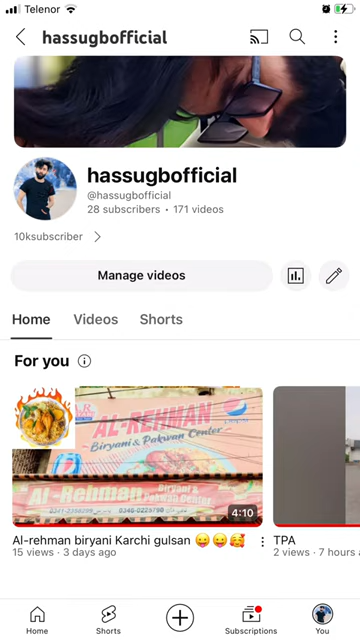 Telenor
hassugbofficial
hassugbofficial
@hassugbofficial
28 subscribers • 171 videos
10ksubscriber
Manage videos
Home Videos Shorts
For you
AL-REHMAN
Biryani & Pakwan Center
Al-Rehman Biryani & Pakwan Center
4:10
Al-rehman biryani Karchi gulsan 😛😛🥰
15 views · 3 days ago
TPA
2 views · 7 hours a
Home Shorts Subscriptions You